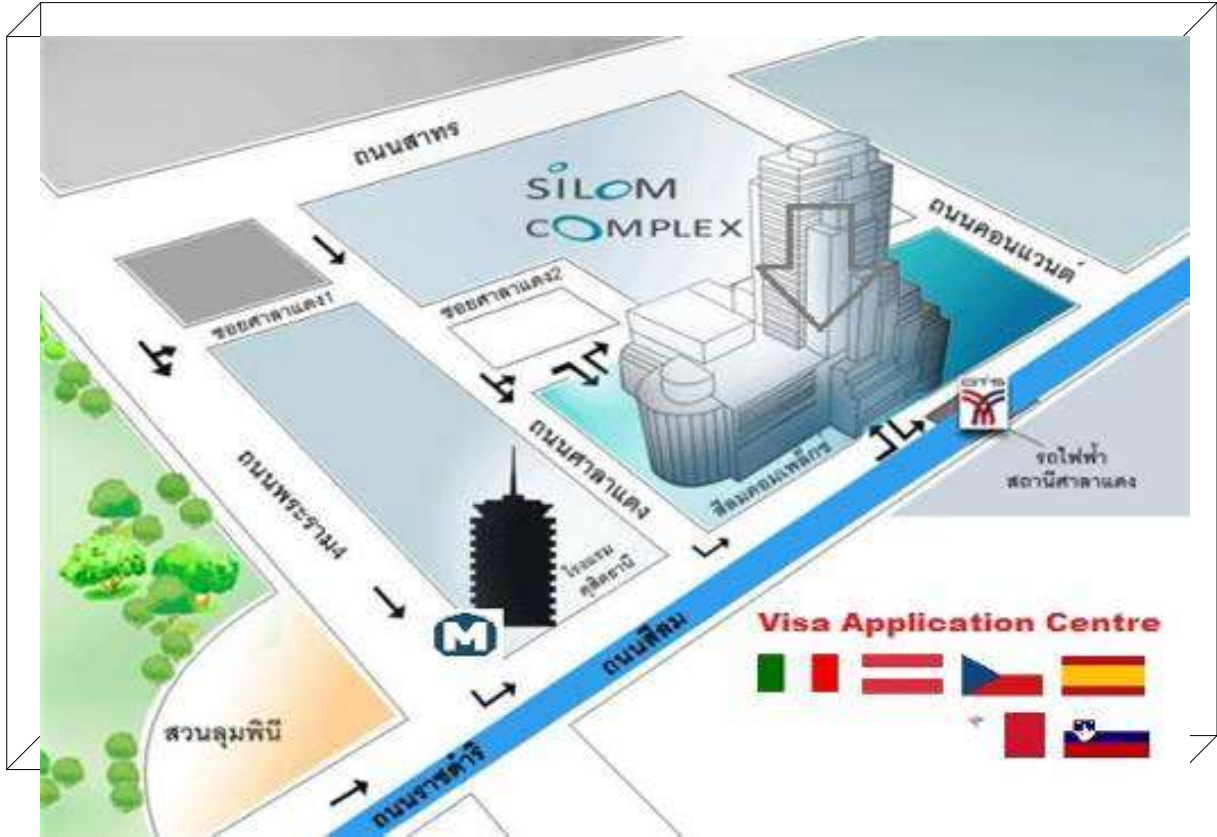 ถนนสาทร
SILOM
COMPLEX
ถนนคอนแวนต์
ซอยศาลาแดง1
ซอยศาลาแดง2
ถนนศาลาแดง
สีลมคอมเพล็กซ์
BTS
รถไฟฟ้า
สถานีศาลาแดง
ถนนพระราม4
โรงแรม
ดุสิตธานี
M
ถนนสีลม
Visa Application Centre
สวนลุมพินี
ถนนราชดำริ